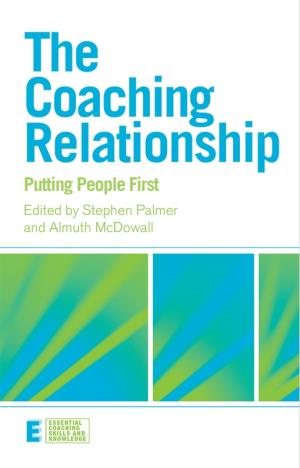 The
Coaching
Relationship
Putting People First
Edited by Stephen Palmer
and Almuth McDowall
E
ESSENTIAL
COACHING
SKILLS AND
KNOWLEDGE